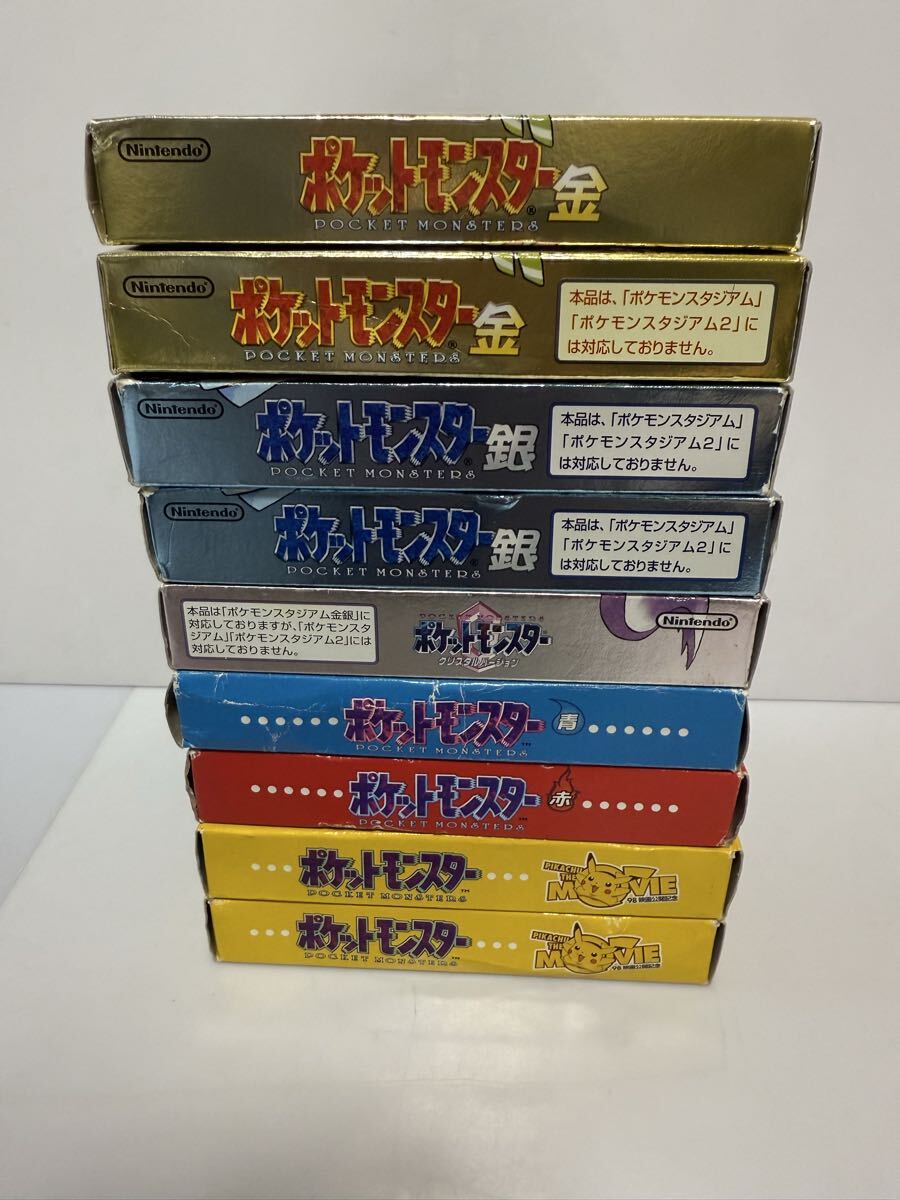 Nintendo
ポケットモンスター金
POCKET MONSTERS
Nintendo
ポケットモンスター金
POCKET MONSTERS
本品は、「ポケモンスタジアム」
「ポケモンスタジアム2」に
は対応しておりません。
Nintendo
ポケットモンスター銀
POCKET MONSTERS
本品は、「ポケモンスタジアム」
「ポケモンスタジアム2」に
は対応しておりません。
Nintendo
ポケットモンスター銀
POCKET MONSTERS
本品は、「ポケモンスタジアム」
「ポケモンスタジアム2」に
は対応しておりません。
本品は「ポケモンスタジアム金銀」に
対応しておりますが、「ポケモンスタ
ジアム」「ポケモンスタジアム2」には
対応しておりません。
POCKET MONSTERS
ポケットモンスター
クリスタルバージョン
Nintendo
ポケットモンスター 青
POCKET MONSTERS
ポケットモンスター 赤
POCKET MONSTERS
ポケットモンスター
POCKET MONSTERS
PIKACHU
THE
MOVIE
98 映画公開記念
ポケットモンスター
POCKET MONSTERS
PIKACHU
THE
MOVIE
98 映画公開記念